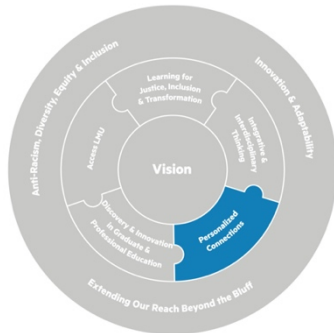 Anti-Racism, Diversity, Equity & Inclusion
Innovation & Adaptability
Learning for
Justice, Inclusion
& Transformation
Access LMU
Integrative &
Interdisciplinary
Thinking
Vision
Discovery & Innovation
in Graduate &
Professional Education
Personalized
Connections
Extending Our Reach Beyond the Bluff